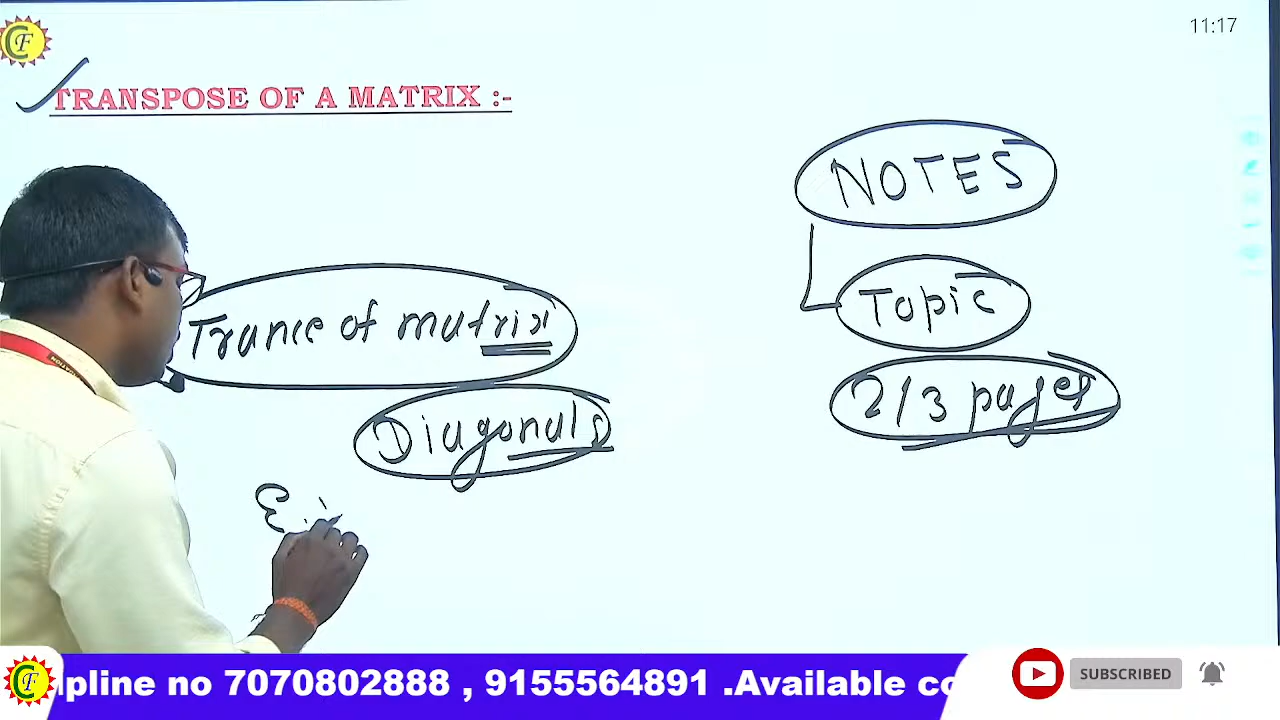 11:17
TRANSPOSE OF A MATRIX :-
NOTES
Topic
2/3 pages
Trance of matrix
Diagonals
lpline no 7070802888 , 9155564891 .Available co
SUBSCRIBED